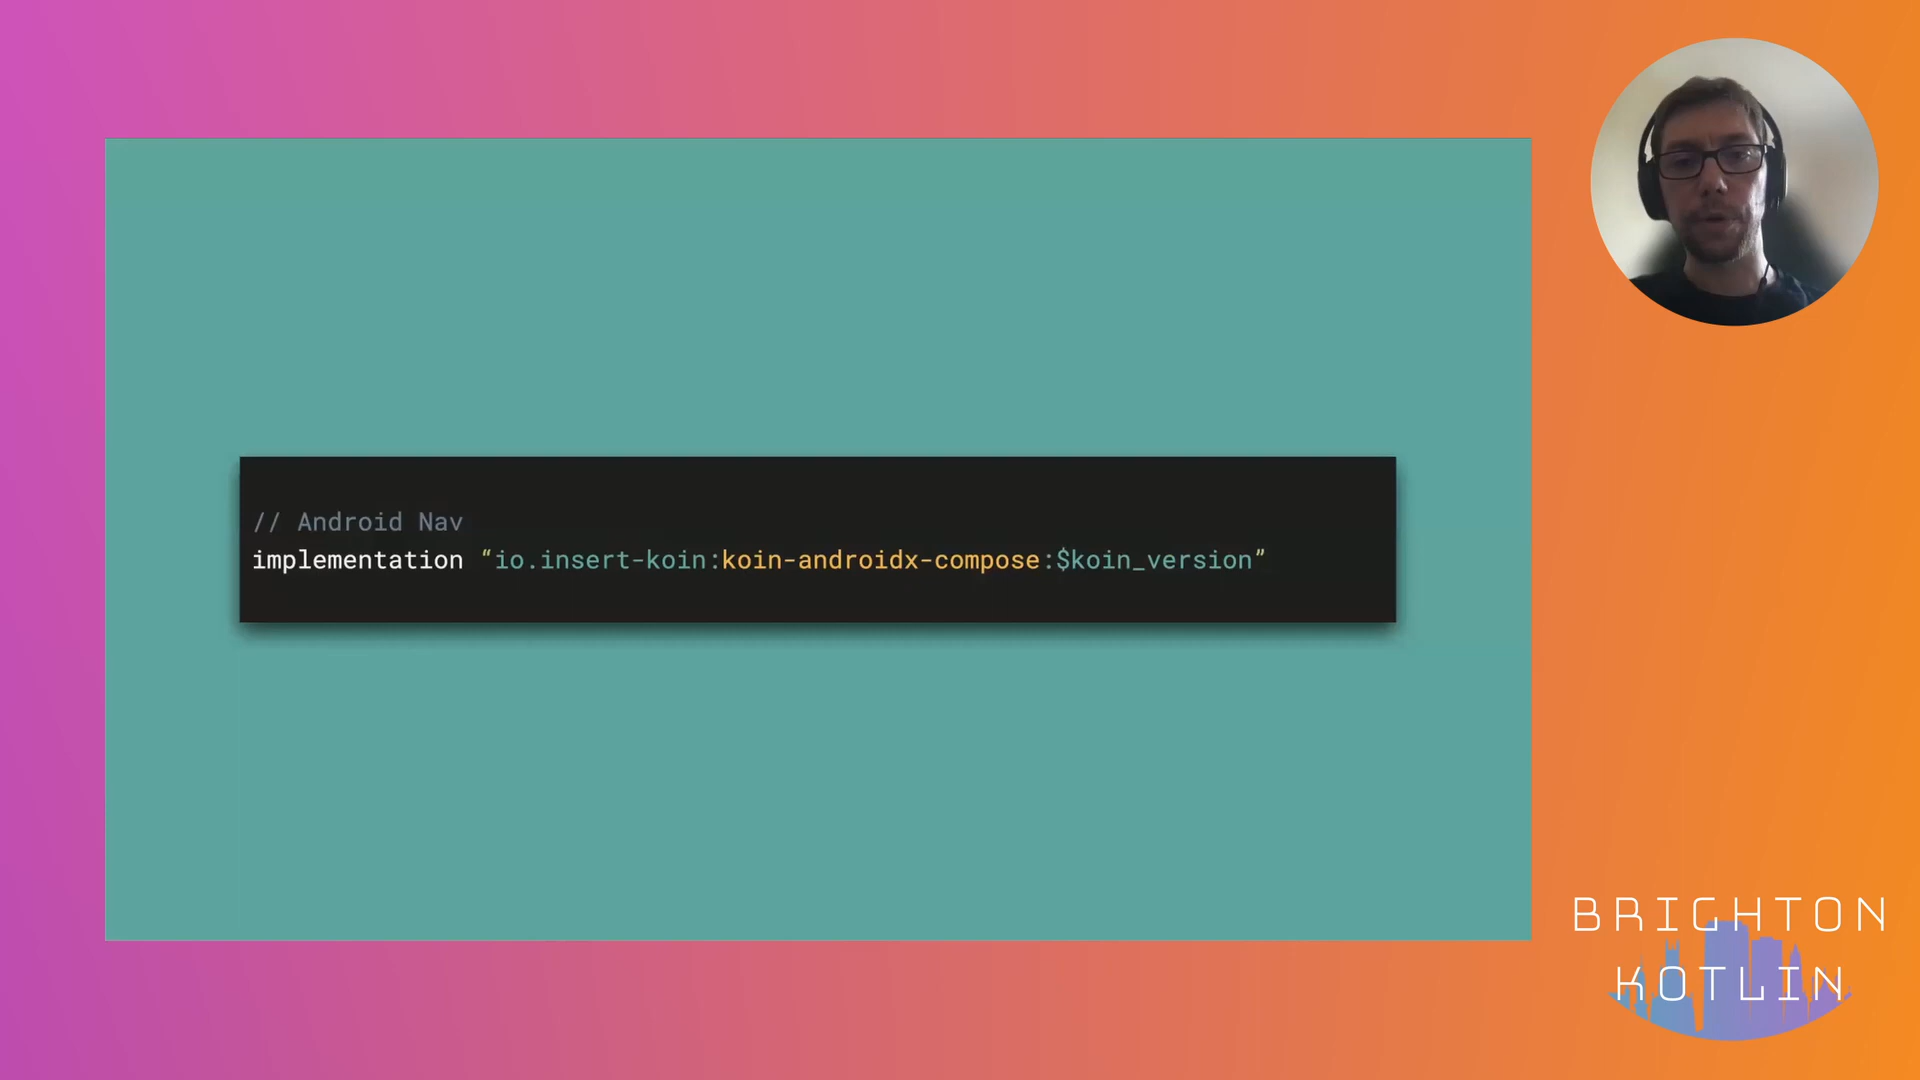 // Android Nav
implementation “io.insert-koin:koin-androidx-compose:$koin_version”
BRIGHTON
KOTLIN